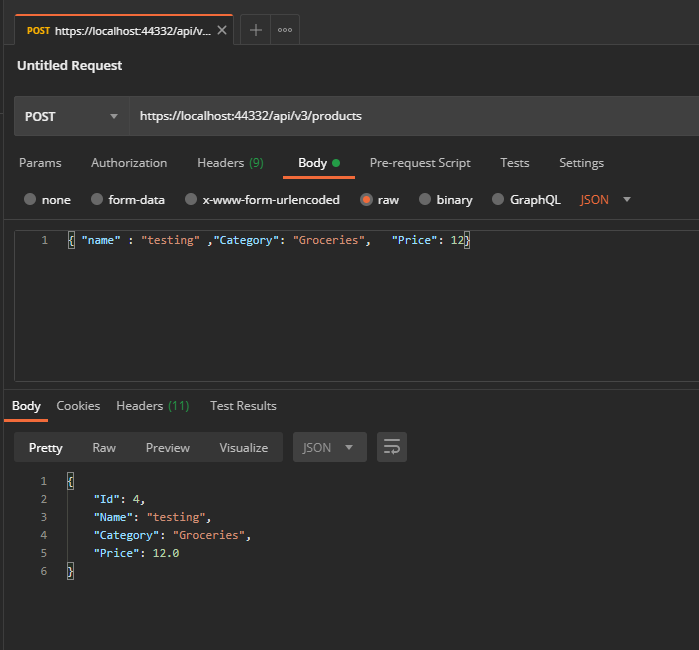 POST https://localhost:44332/api/v...
Untitled Request
POST https://localhost:44332/api/v3/products
Params Authorization Headers (9) Body Pre-request Script Tests Settings
none form-data x-www-form-urlencoded raw binary GraphQL JSON
1 { "name" : "testing" ,"Category": "Groceries", "Price": 12}
Body Cookies Headers (11) Test Results
Pretty Raw Preview Visualize JSON
1 {
2 "Id": 4,
3 "Name": "testing",
4 "Category": "Groceries",
5 "Price": 12.0
6 }